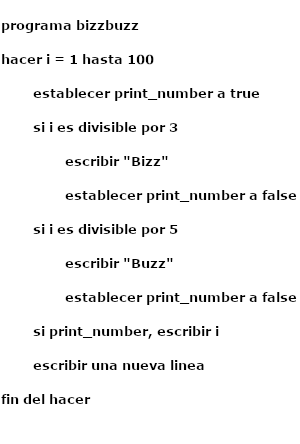 programa bizzbuzz
hacer i = 1 hasta 100
establecer print_number a true
si i es divisible por 3
escribir "Bizz"
establecer print_number a false
si i es divisible por 5
escribir "Buzz"
establecer print_number a false
si print_number, escribir i
escribir una nueva linea
fin del hacer